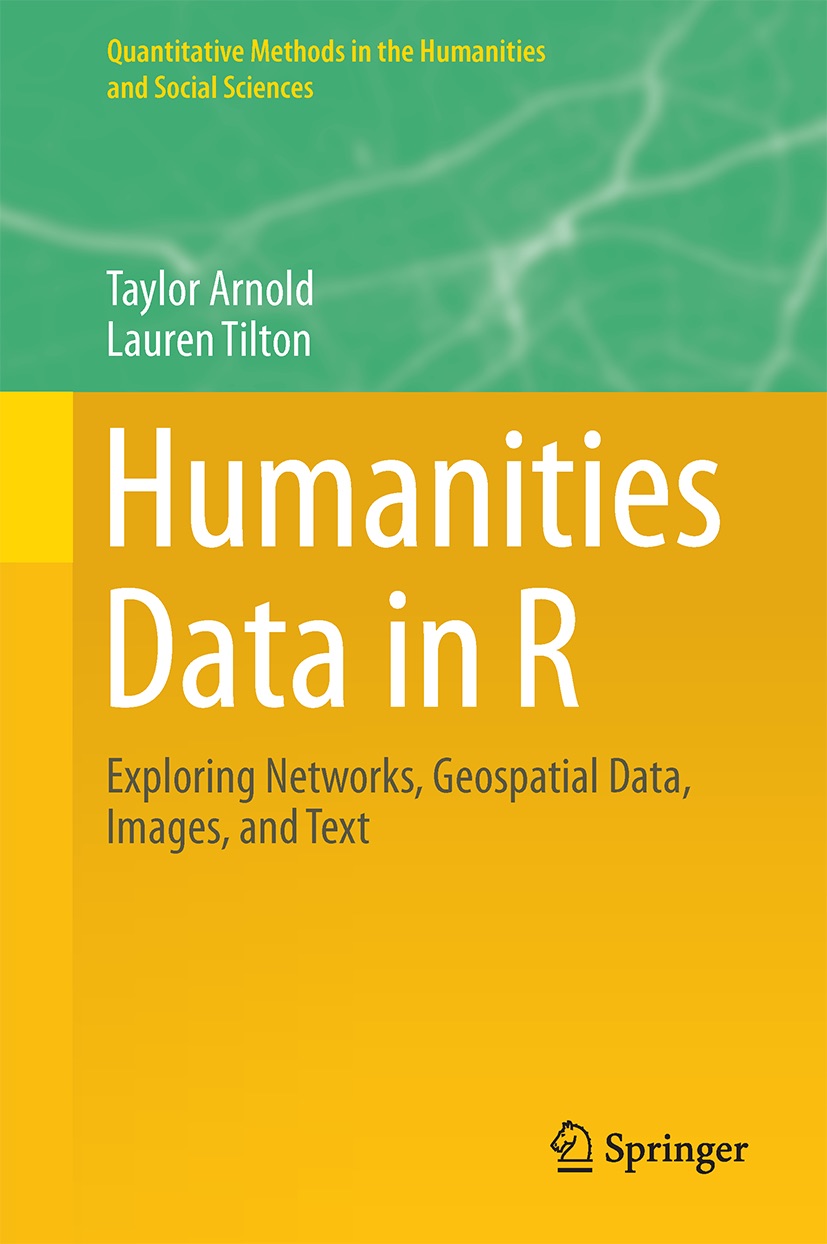 Quantitative Methods in the Humanities
and Social Sciences
Taylor Arnold
Lauren Tilton
Humanities
Data in R
Exploring Networks, Geospatial Data,
Images, and Text
Springer